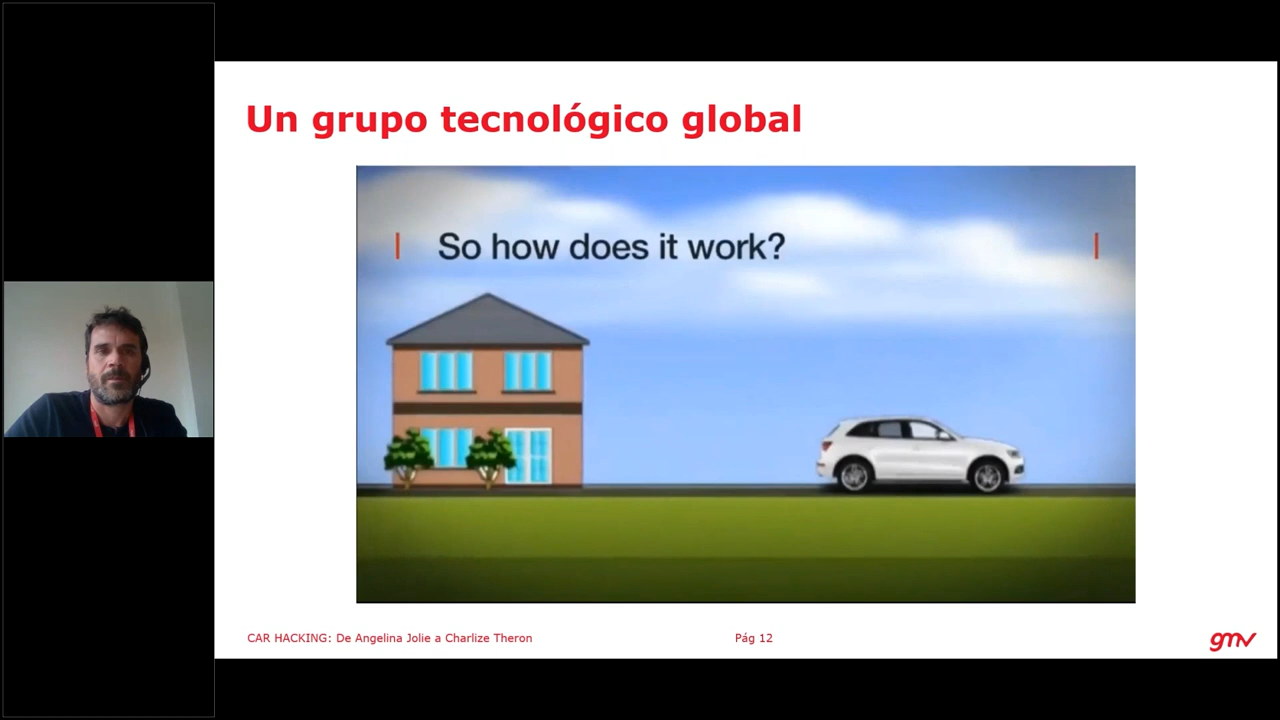 Un grupo tecnológico global
So how does it work?
CAR HACKING: De Angelina Jolie a Charlize Theron
Pág 12
gmv